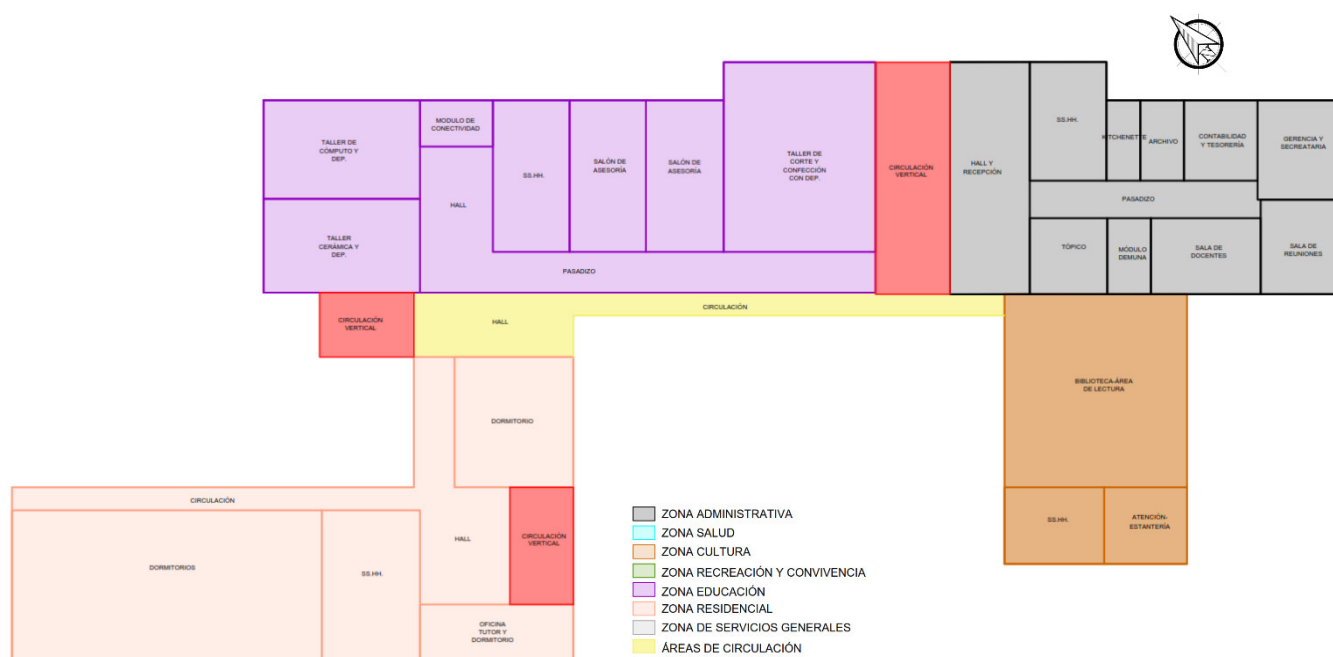 TALLER DE
CÓMPUTO Y
DEP.
MODULO DE
CONECTIVIDAD
SS.HH.
SALÓN DE
ASESORÍA
SALÓN DE
ASESORÍA
TALLER DE
CORTE Y
CONFECCIÓN
CON DEP.
CIRCULACIÓN
VERTICAL
HALL Y
RECEPCIÓN
SS.HH.
KITCHENETTE
ARCHIVO
CONTABILIDAD
Y TESORERÍA
GERENCIA Y
SECREATARIA
HALL
TALLER
CERÁMICA Y
DEP.
PASADIZO
PASADIZO
TÓPICO
MÓDULO
DEMUNA
SALA DE
DOCENTES
SALA DE
REUNIONES
CIRCULACIÓN
VERTICAL
HALL
CIRCULACIÓN
BIBLIOTECA-ÁREA
DE LECTURA
DORMITORIO
CIRCULACIÓN
HALL
CIRCULACIÓN
VERTICAL
DORMITORIOS
SS.HH.
OFICINA
TUTOR Y
DORMITORIO
SS.HH.
ATENCIÓN-
ESTANTERÍA
ZONA ADMINISTRATIVA
ZONA SALUD
ZONA CULTURA
ZONA RECREACIÓN Y CONVIVENCIA
ZONA EDUCACIÓN
ZONA RESIDENCIAL
ZONA DE SERVICIOS GENERALES
ÁREAS DE CIRCULACIÓN